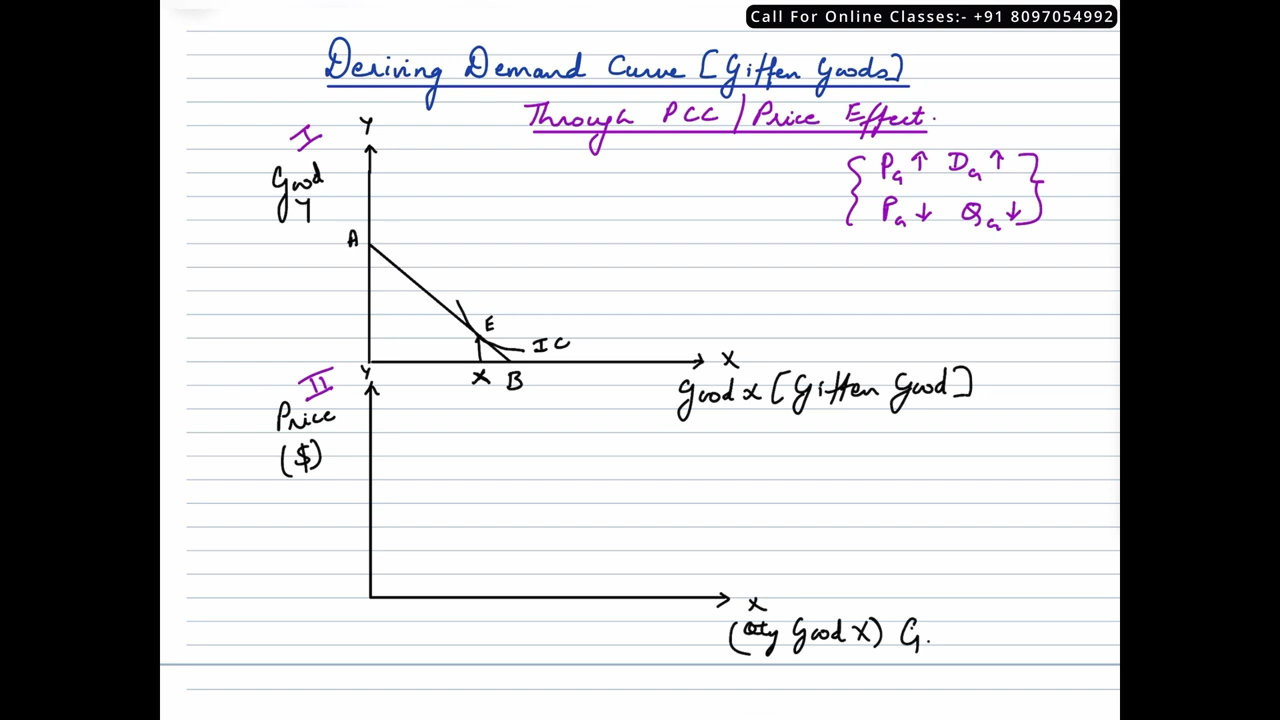 Call For Online Classes:- +91 8097054992
Deriving Demand Curve [Giffen Goods]
Through PCC / Price Effect.
I
Y
Good
Y
{ Pa ↑ Da ↑ }
{ Pa ↓ Qa ↓ }
A
E
IC
X
X B
Good x [Giffen Good]
II
Y
Price
($)
X
(Qty Good X) G.